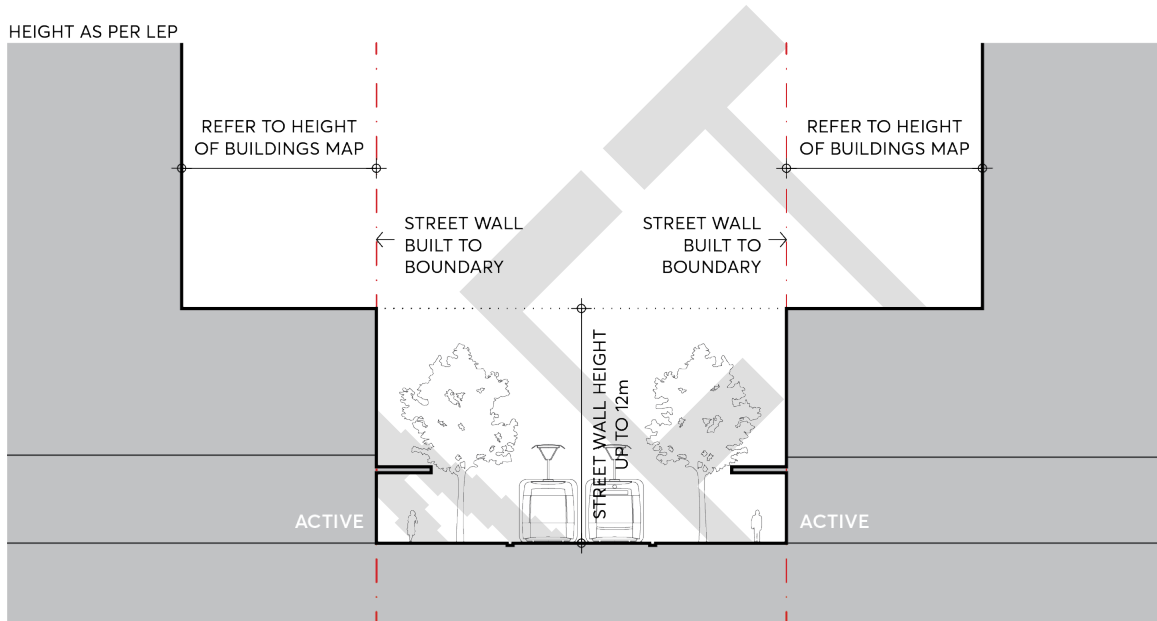 HEIGHT AS PER LEP
REFER TO HEIGHT
OF BUILDINGS MAP
REFER TO HEIGHT
OF BUILDINGS MAP
STREET WALL
BUILT TO
BOUNDARY
STREET WALL
BUILT TO
BOUNDARY
STREET WALL HEIGHT
UP TO 12m
ACTIVE
ACTIVE